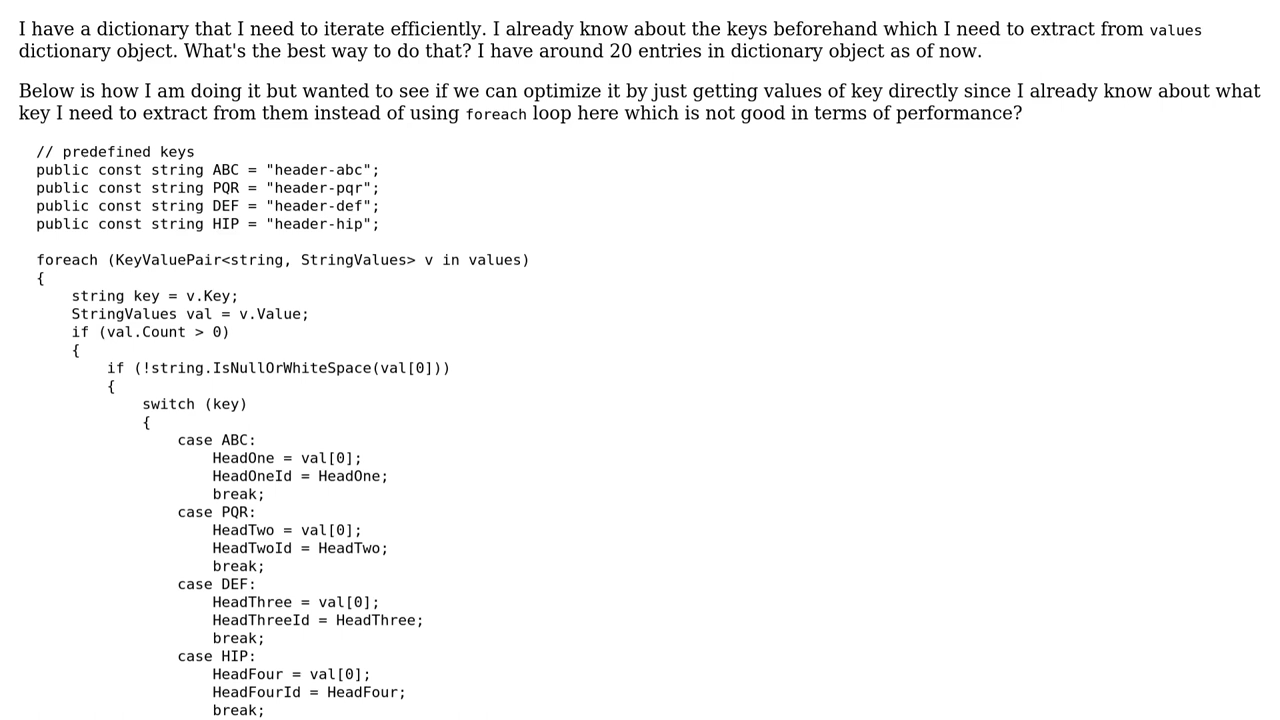 I have a dictionary that I need to iterate efficiently. I already know about the keys beforehand which I need to extract from values
dictionary object. What's the best way to do that? I have around 20 entries in dictionary object as of now.
Below is how I am doing it but wanted to see if we can optimize it by just getting values of key directly since I already know about what
key I need to extract from them instead of using foreach loop here which is not good in terms of performance?
// predefined keys
public const string ABC = "header-abc";
public const string PQR = "header-pqr";
public const string DEF = "header-def";
public const string HIP = "header-hip";
foreach (KeyValuePair<string, StringValues> v in values)
{
    string key = v.Key;
    StringValues val = v.Value;
    if (val.Count > 0)
    {
        if (!string.IsNullOrWhiteSpace(val[0]))
        {
            switch (key)
            {
                case ABC:
                    HeadOne = val[0];
                    HeadOneId = HeadOne;
                    break;
                case PQR:
                    HeadTwo = val[0];
                    HeadTwoId = HeadTwo;
                    break;
                case DEF:
                    HeadThree = val[0];
                    HeadThreeId = HeadThree;
                    break;
                case HIP:
                    HeadFour = val[0];
                    HeadFourId = HeadFour;
                    break;